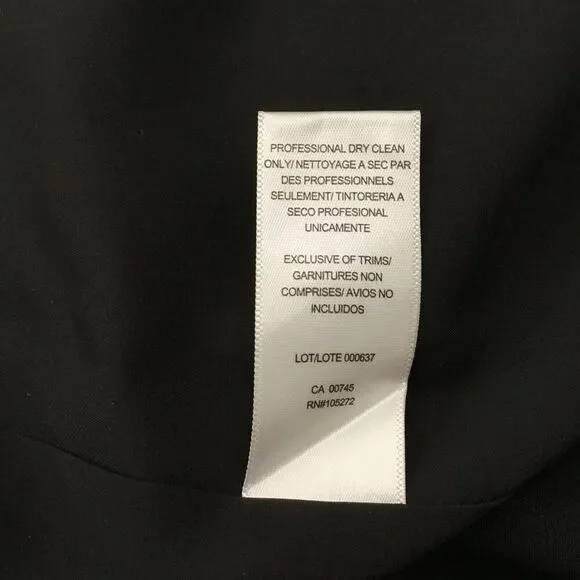 PROFESSIONAL DRY CLEAN
ONLY/ NETTOYAGE A SEC PAR
DES PROFESSIONNELS
SEULEMENT/ TINTORERIA A
SECO PROFESIONAL
UNICAMENTE
EXCLUSIVE OF TRIMS/
GARNITURES NON
COMPRISES/ AVIOS NO
INCLUIDOS
LOT/LOTE 000637
CA 00745
RN#105272